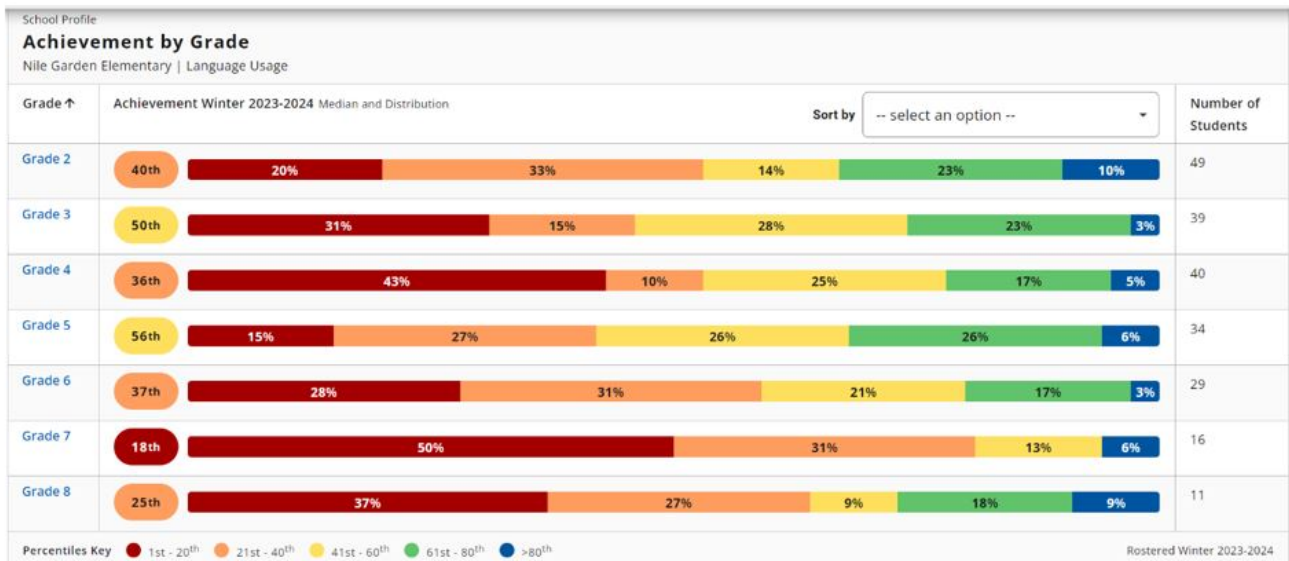 School Profile
Achievement by Grade
Nile Garden Elementary | Language Usage
Grade ↑ Achievement Winter 2023-2024 Median and Distribution Sort by -- select an option -- Number of Students
Grade 2 40th 20% 33% 14% 23% 10% 49
Grade 3 50th 31% 15% 28% 23% 3% 39
Grade 4 36th 43% 10% 25% 17% 5% 40
Grade 5 56th 15% 27% 26% 26% 6% 34
Grade 6 37th 28% 31% 21% 17% 3% 29
Grade 7 18th 50% 31% 13% 6% 16
Grade 8 25th 37% 27% 9% 18% 9% 11
Percentiles Key 1st - 20th 21st - 40th 41st - 60th 61st - 80th >80th Rostered Winter 2023-2024